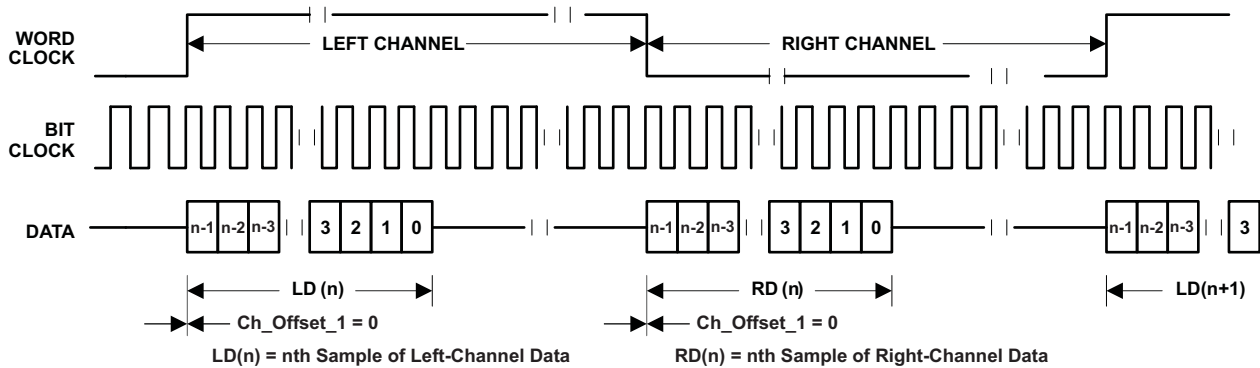 WORD
CLOCK
LEFT CHANNEL
RIGHT CHANNEL
BIT
CLOCK
DATA
n-1 n-2 n-3 3 2 1 0 n-1 n-2 n-3 3 2 1 0 n-1 n-2 n-3 3
LD (n)
RD (n)
LD(n+1)
Ch_Offset_1 = 0
Ch_Offset_1 = 0
LD(n) = nth Sample of Left-Channel Data
RD(n) = nth Sample of Right-Channel Data